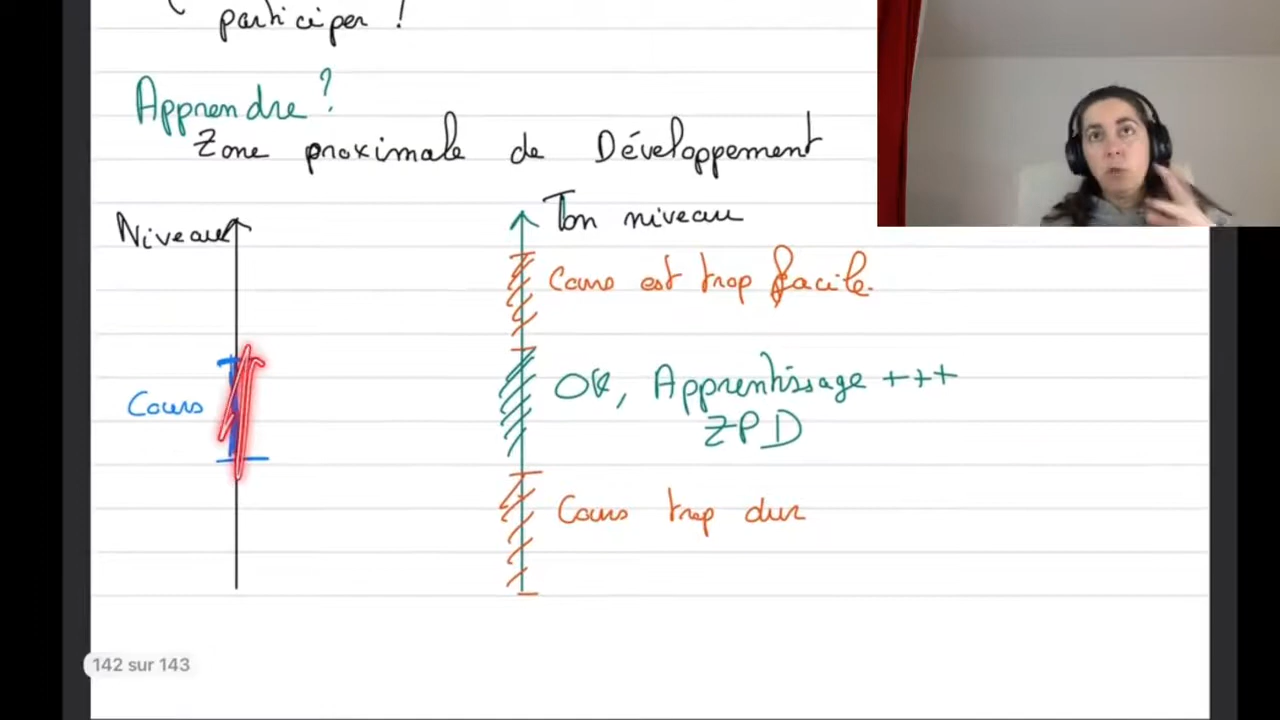 participer !
Apprendre ?
Zone proximale de Développement
Niveau
Ton niveau
Cours est trop facile.
Cours
OK, Apprentissage +++
ZPD
Cours trop dur
142 sur 143